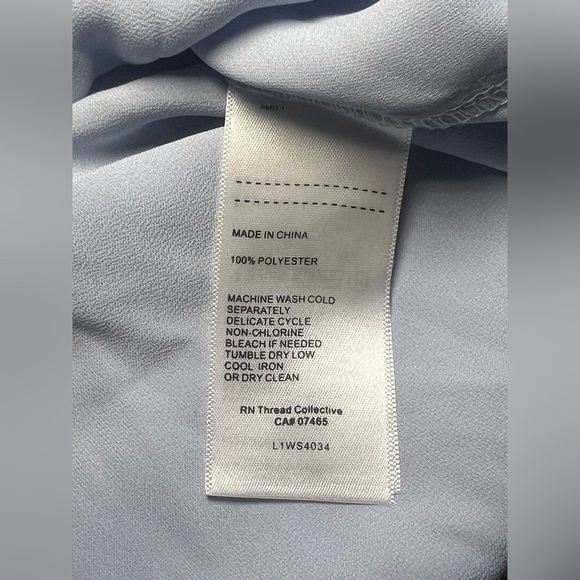 MADE IN CHINA
100% POLYESTER
MACHINE WASH COLD
SEPARATELY
DELICATE CYCLE
NON-CHLORINE
BLEACH IF NEEDED
TUMBLE DRY LOW
COOL IRON
OR DRY CLEAN
RN Thread Collective
CA# 07465
L1WS4034